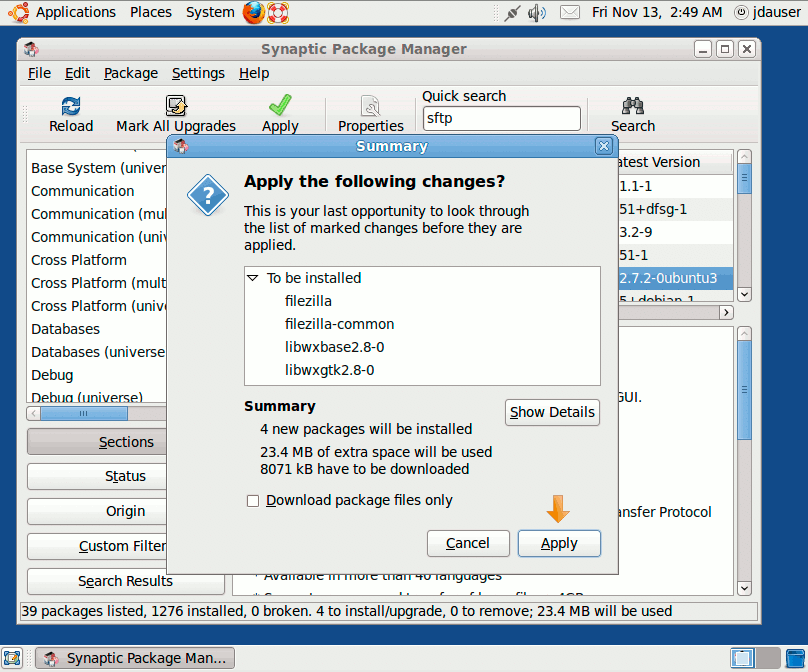 Applications Places System Fri Nov 13, 2:49 AM jdauser
Synaptic Package Manager
File Edit Package Settings Help
Quick search
sftp
Reload Mark All Upgrades Apply Properties Search
Summary
Base System (univer
Communication
Communication (mul
Communication (univ
Cross Platform
Cross Platform (mult
Cross Platform (unive
Databases
Databases (universe
Debug
Debug (universe)
Sections
Status
Origin
Custom Filter
Search Results
?
Apply the following changes?
This is your last opportunity to look through
the list of marked changes before they are
applied.
To be installed
filezilla
filezilla-common
libwxbase2.8-0
libwxgtk2.8-0
Summary
Show Details
4 new packages will be installed
23.4 MB of extra space will be used
8071 kB have to be downloaded
Download package files only
Cancel Apply
atest Version
1.1-1
51+dfsg-1
3.2-9
51-1
2.7.2-0ubuntu3
5+debian-1
GUI.
ansfer Protocol
* Available in more than 40 languages
39 packages listed, 1276 installed, 0 broken. 4 to install/upgrade, 0 to remove; 23.4 MB will be used
Synaptic Package Man...